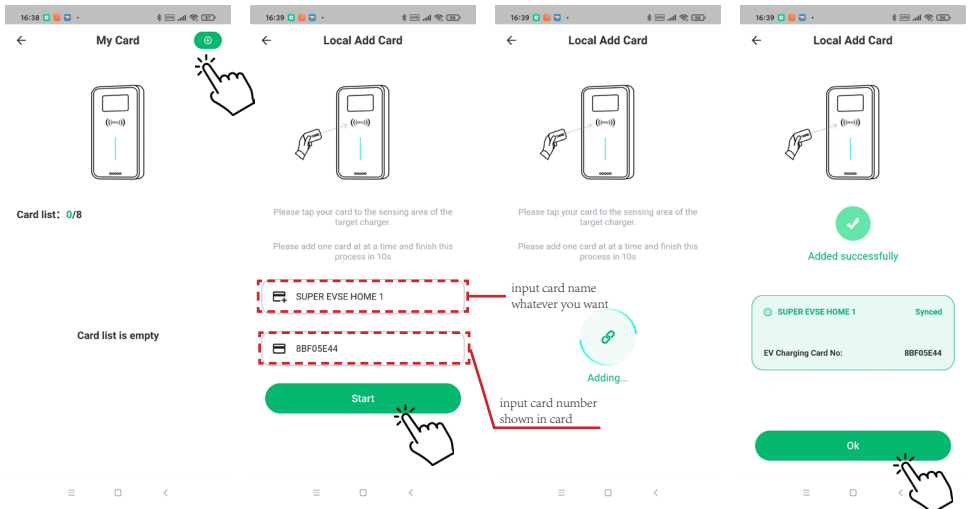 16:38
57
My Card
Card list: 0/8
Card list is empty
16:39
Local Add Card
Please tap your card to the sensing area of the
target charger.
Please add one card at at a time and finish this
process in 10s
SUPER EVSE HOME 1
8BF05E44
Start
input card name
whatever you want
input card number
shown in card
16:39
56
Local Add Card
Please tap your card to the sensing area of the
target charger.
Please add one card at at a time and finish this
process in 10s
Adding...
16:39
56
Local Add Card
Added successfully
SUPER EVSE HOME 1 Synced
EV Charging Card No: 8BF05E44
Ok